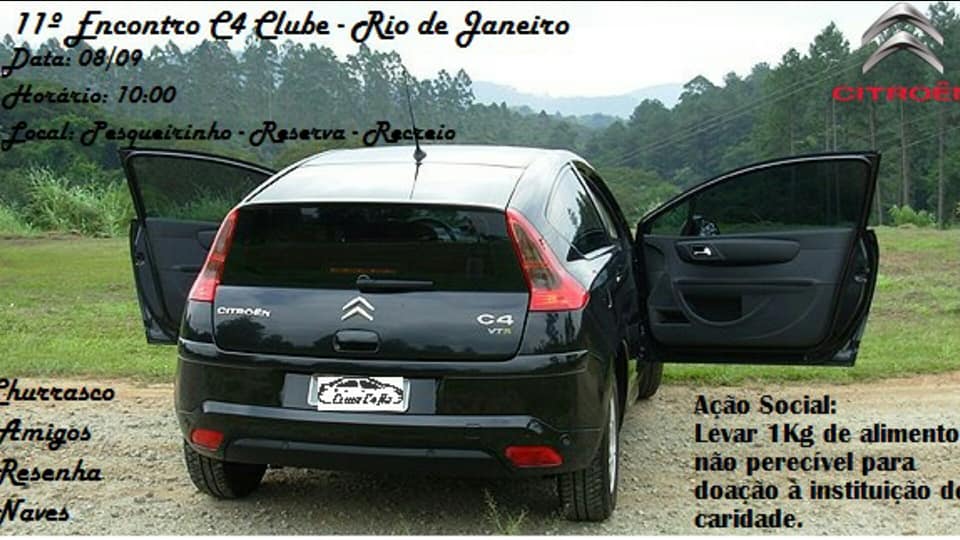 11º Encontro C4 Clube - Rio de Janeiro
Data: 08/09
Horário: 10:00
Local: Pesqueirinho - Reserva - Recreio
CITROËN
CITROËN
C4
VTR
Churrasco
Amigos
Resenha
Naves
Ação Social:
Levar 1Kg de alimento
não perecível para
doação à instituição de
caridade.